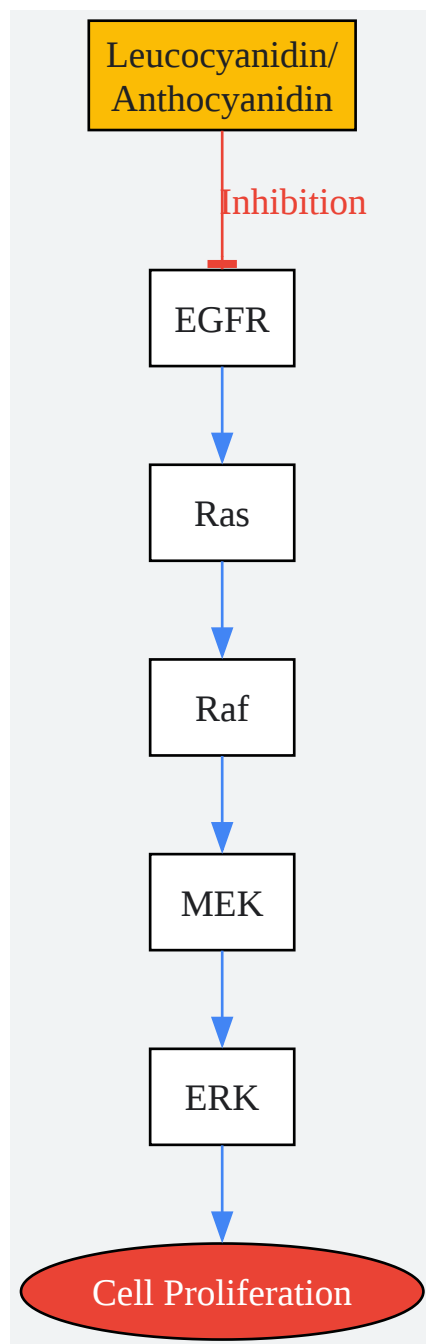 Leucocyanidin/
Anthocyanidin
Inhibition
EGFR
Ras
Raf
MEK
ERK
Cell Proliferation